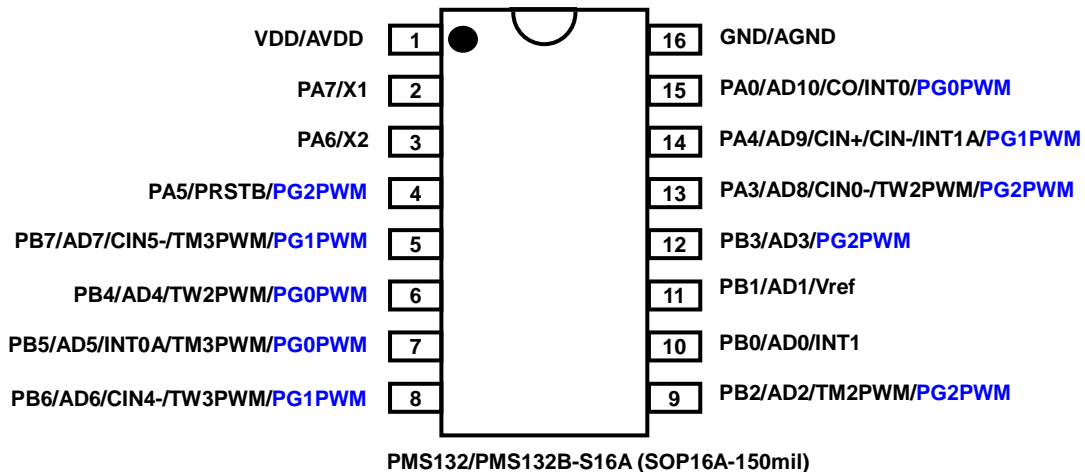 VDD/AVDD 1 16 GND/AGND
PA7/X1 2 15 PA0/AD10/CO/INT0/PG0PWM
PA6/X2 3 14 PA4/AD9/CIN+/CIN-/INT1A/PG1PWM
PA5/PRSTB/PG2PWM 4 13 PA3/AD8/CIN0-/TW2PWM/PG2PWM
PB7/AD7/CIN5-/TM3PWM/PG1PWM 5 12 PB3/AD3/PG2PWM
PB4/AD4/TW2PWM/PG0PWM 6 11 PB1/AD1/Vref
PB5/AD5/INT0A/TM3PWM/PG0PWM 7 10 PB0/AD0/INT1
PB6/AD6/CIN4-/TW3PWM/PG1PWM 8 9 PB2/AD2/TM2PWM/PG2PWM
PMS132/PMS132B-S16A (SOP16A-150mil)